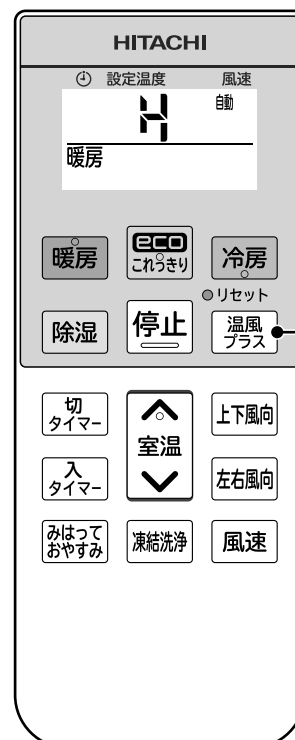 HITACHI
設定温度 風速
H
自動
暖房
暖房
eco
これっきり
冷房
リセット
除湿
停止
温風
プラス
切
タイマー
室温
上下風向
入
タイマー
左右風向
みはって
おやすみ
凍結洗浄
風速